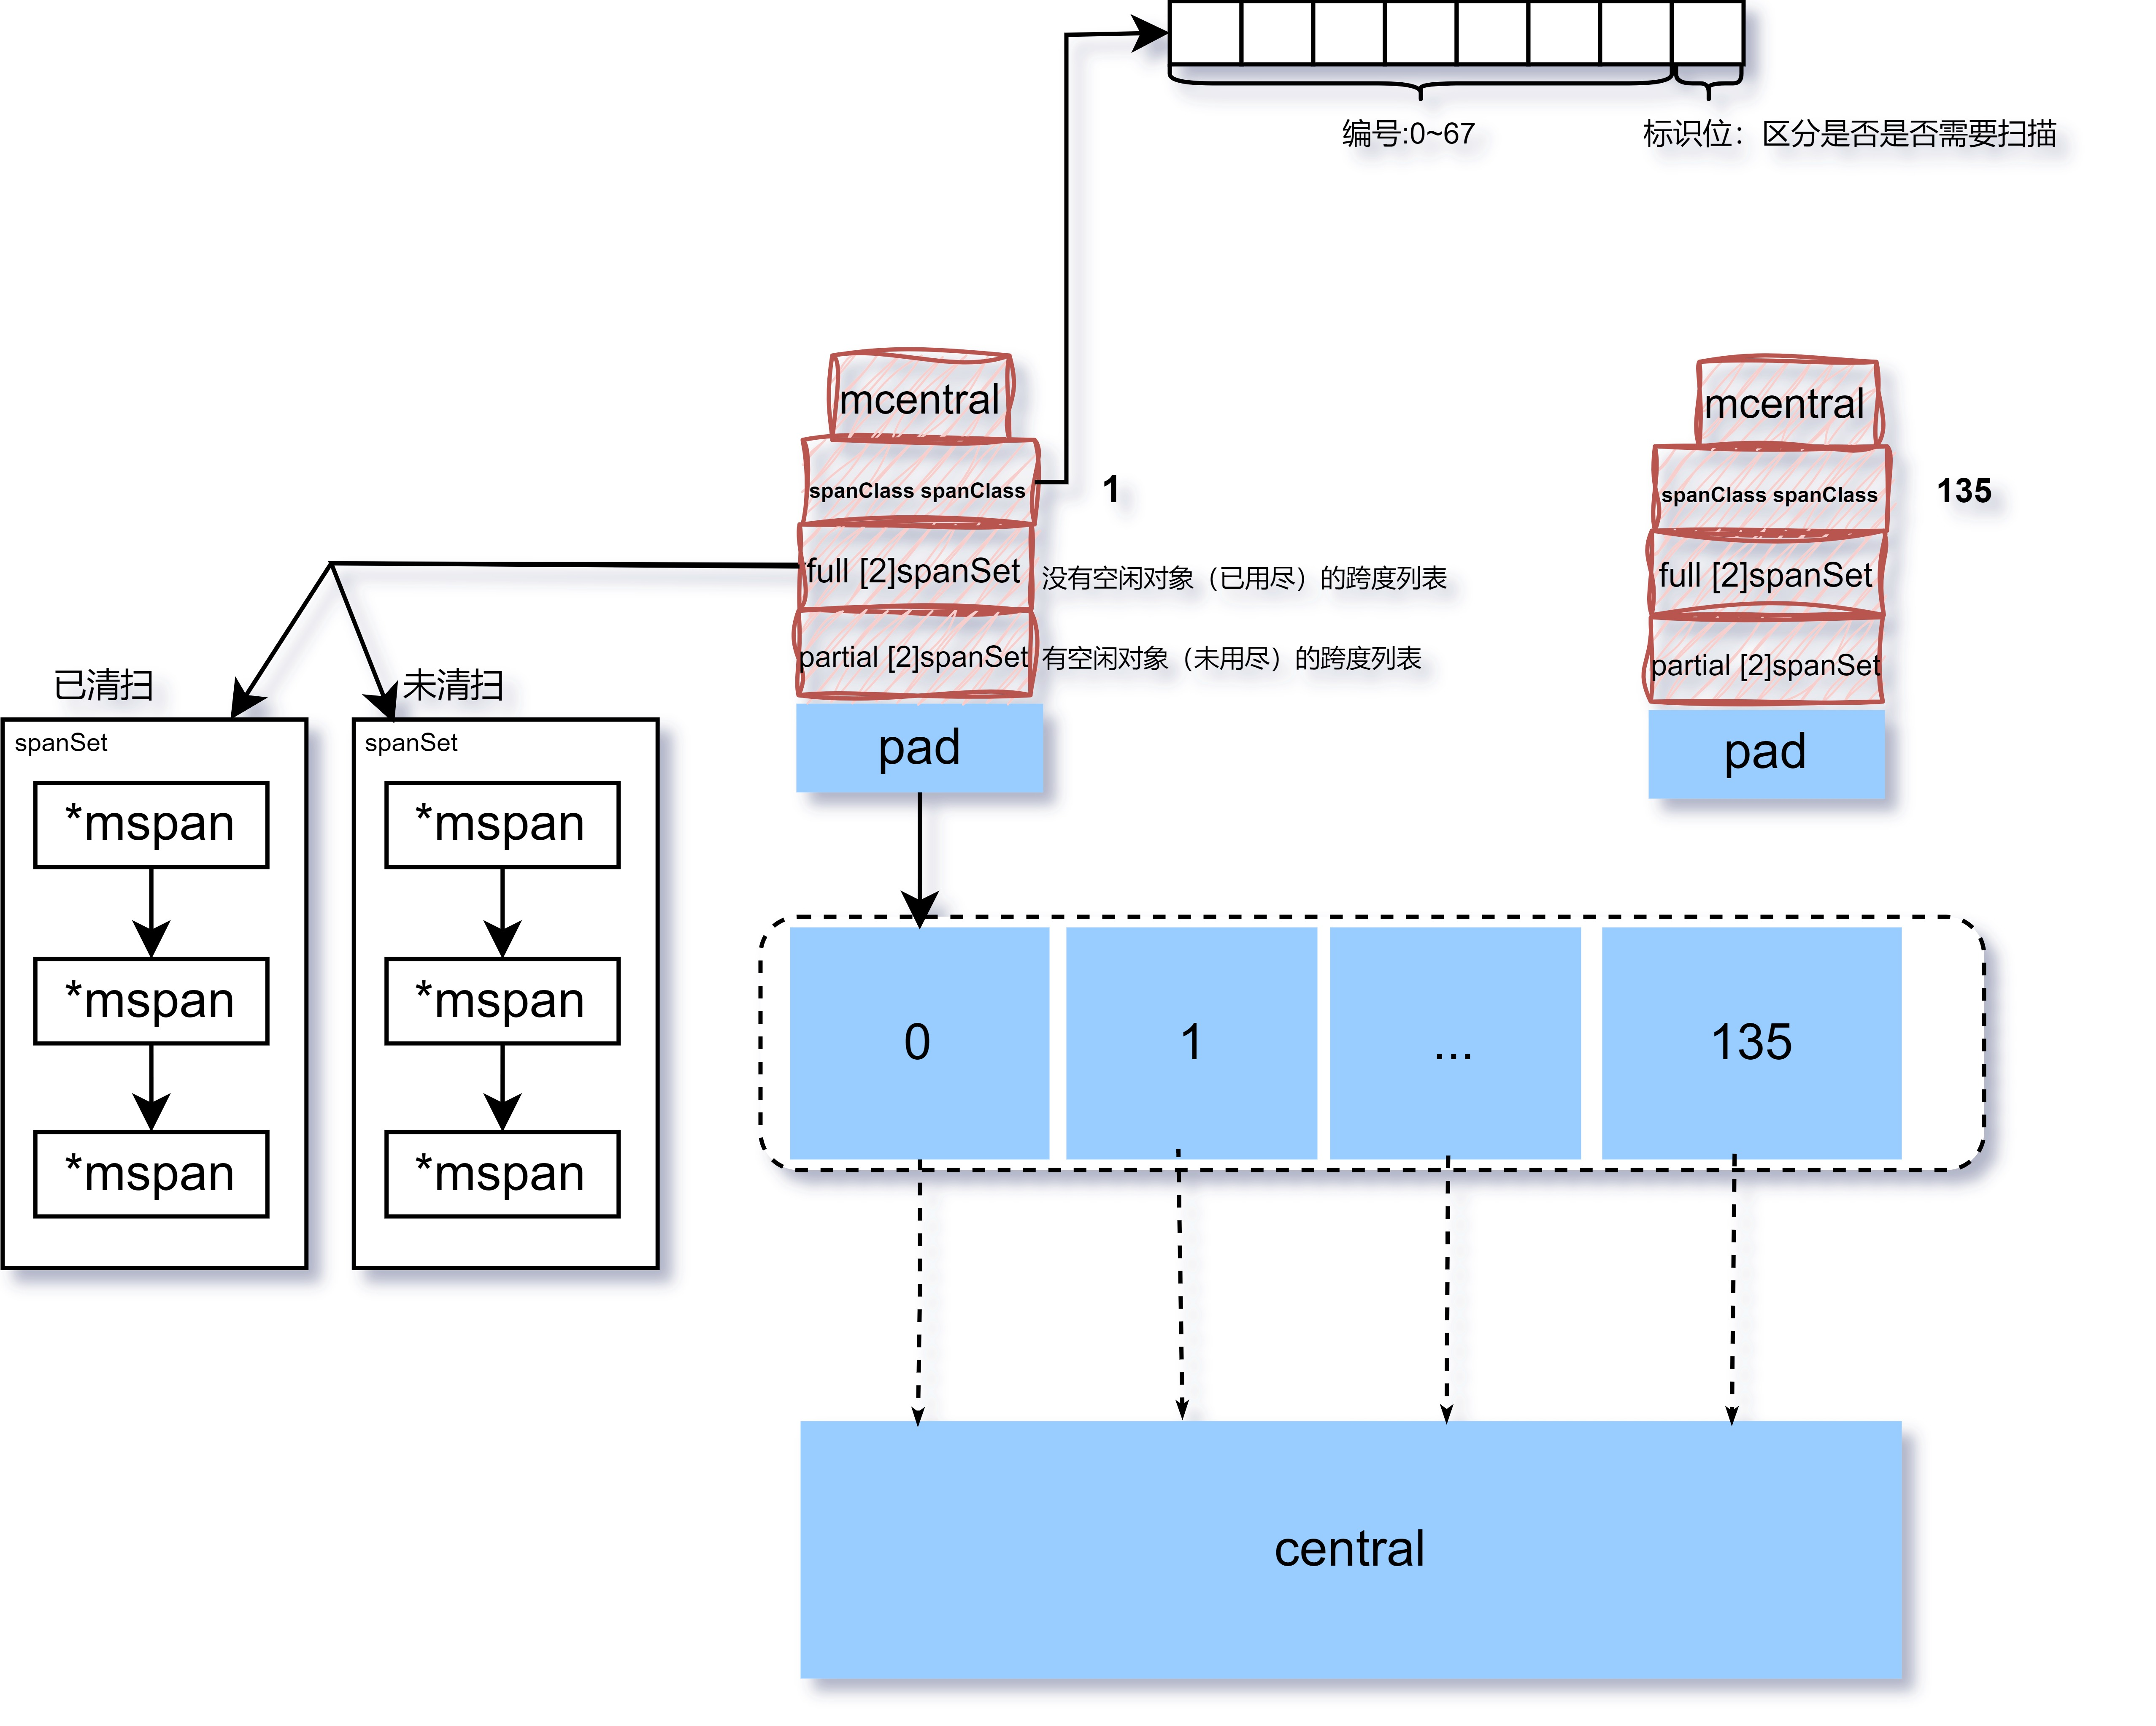 编号:0~67
标识位：区分是否是否需要扫描
mcentral
spanClass spanClass
1
full [2]spanSet
没有空闲对象（已用尽）的跨度列表
partial [2]spanSet
有空闲对象（未用尽）的跨度列表
pad
mcentral
spanClass spanClass
135
full [2]spanSet
partial [2]spanSet
pad
已清扫
spanSet
*mspan
*mspan
*mspan
未清扫
spanSet
*mspan
*mspan
*mspan
0
1
...
135
central